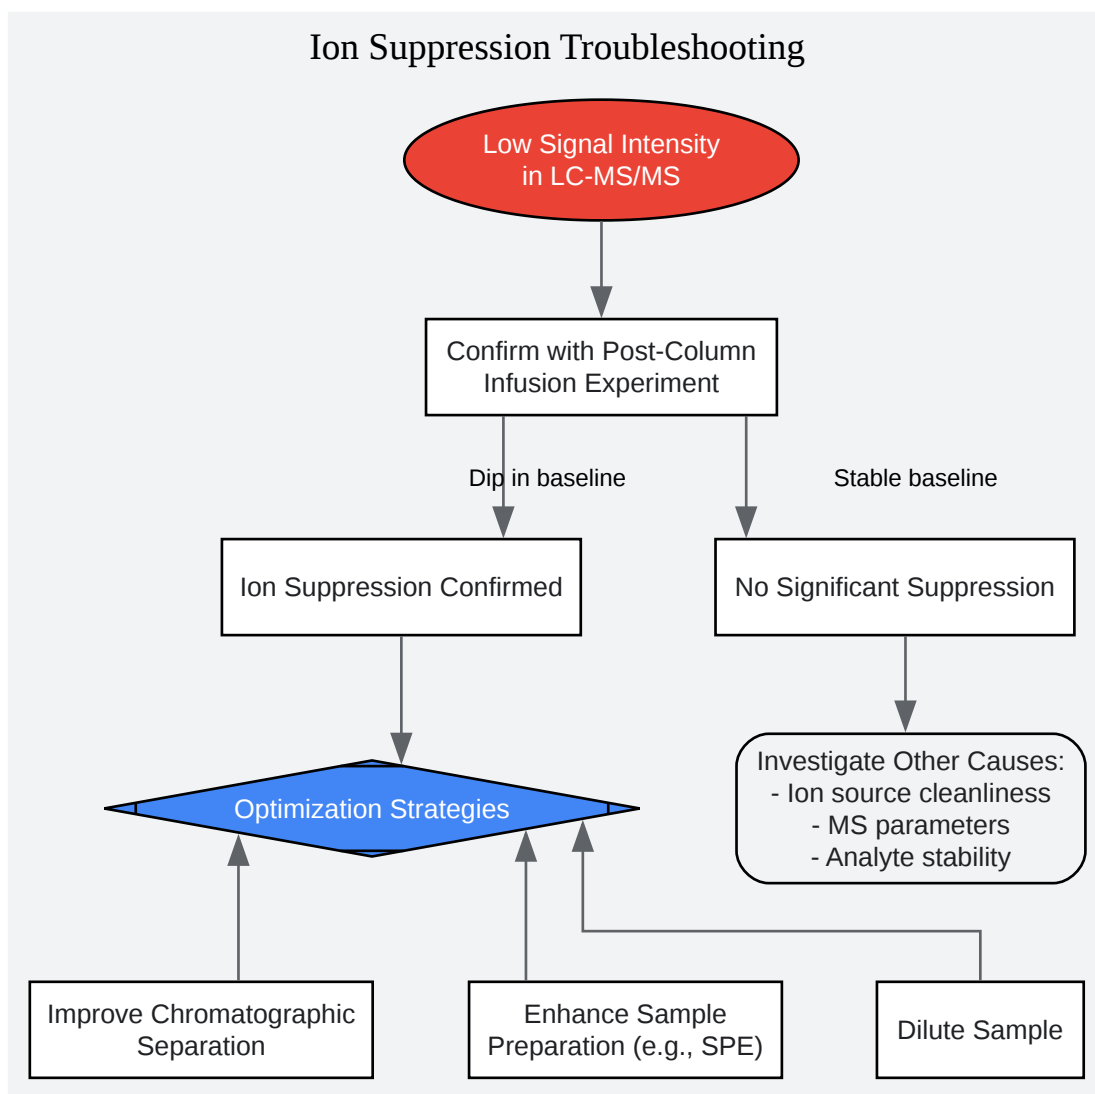 Ion Suppression Troubleshooting
Low Signal Intensity
in LC-MS/MS
Confirm with Post-Column
Infusion Experiment
Dip in baseline
Stable baseline
Ion Suppression Confirmed
No Significant Suppression
Optimization Strategies
Investigate Other Causes:
- Ion source cleanliness
- MS parameters
- Analyte stability
Improve Chromatographic
Separation
Enhance Sample
Preparation (e.g., SPE)
Dilute Sample